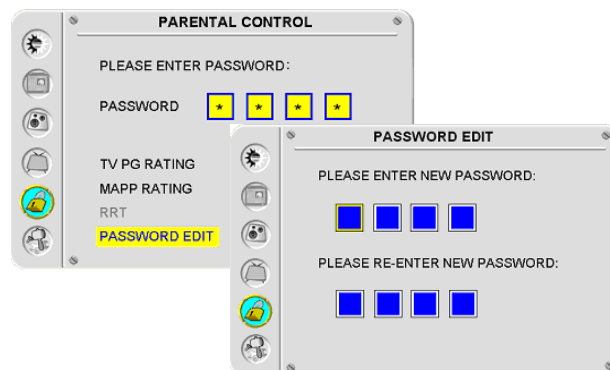 PARENTAL CONTROL
PLEASE ENTER PASSWORD:
PASSWORD * * * *
TV PG RATING
MAPP RATING
RRT
PASSWORD EDIT
PASSWORD EDIT
PLEASE ENTER NEW PASSWORD:
PLEASE RE-ENTER NEW PASSWORD: